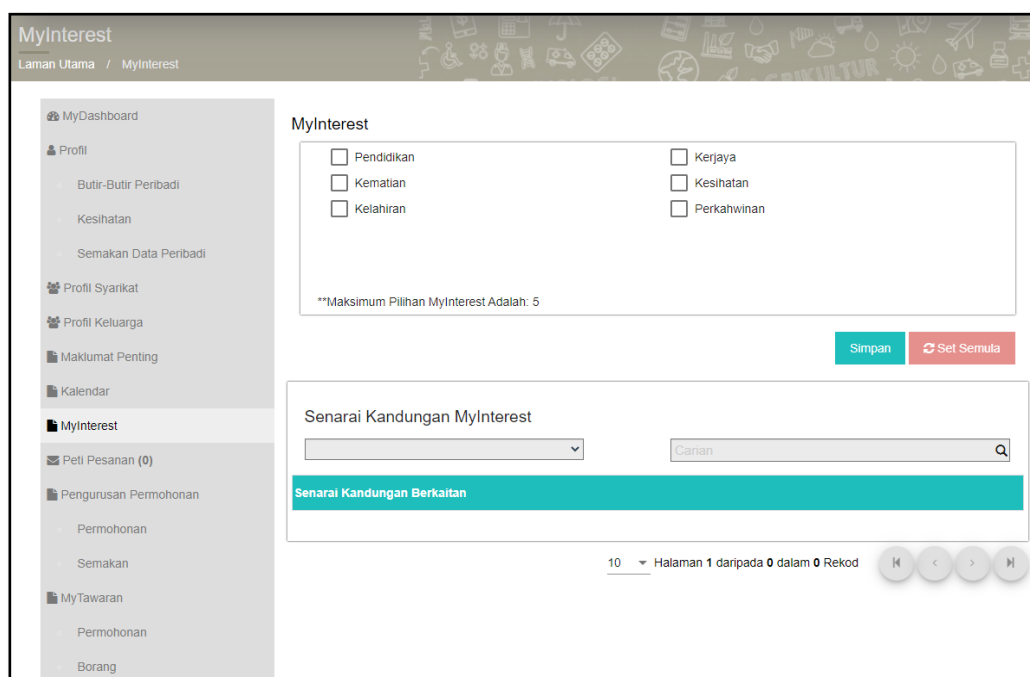 MyInterest
Laman Utama / MyInterest
AGRIKULTUR
MyDashboard
Profil
Butir-Butir Peribadi
Kesihatan
Semakan Data Peribadi
Profil Syarikat
Profil Keluarga
Maklumat Penting
Kalendar
MyInterest
Peti Pesanan (0)
Pengurusan Permohonan
Permohonan
Semakan
MyTawaran
Permohonan
Borang
MyInterest
Pendidikan
Kerjaya
Kematian
Kesihatan
Kelahiran
Perkahwinan
**Maksimum Pilihan MyInterest Adalah: 5
Simpan
Set Semula
Senarai Kandungan MyInterest
Carian
Senarai Kandungan Berkaitan
10 Halaman 1 daripada 0 dalam 0 Rekod